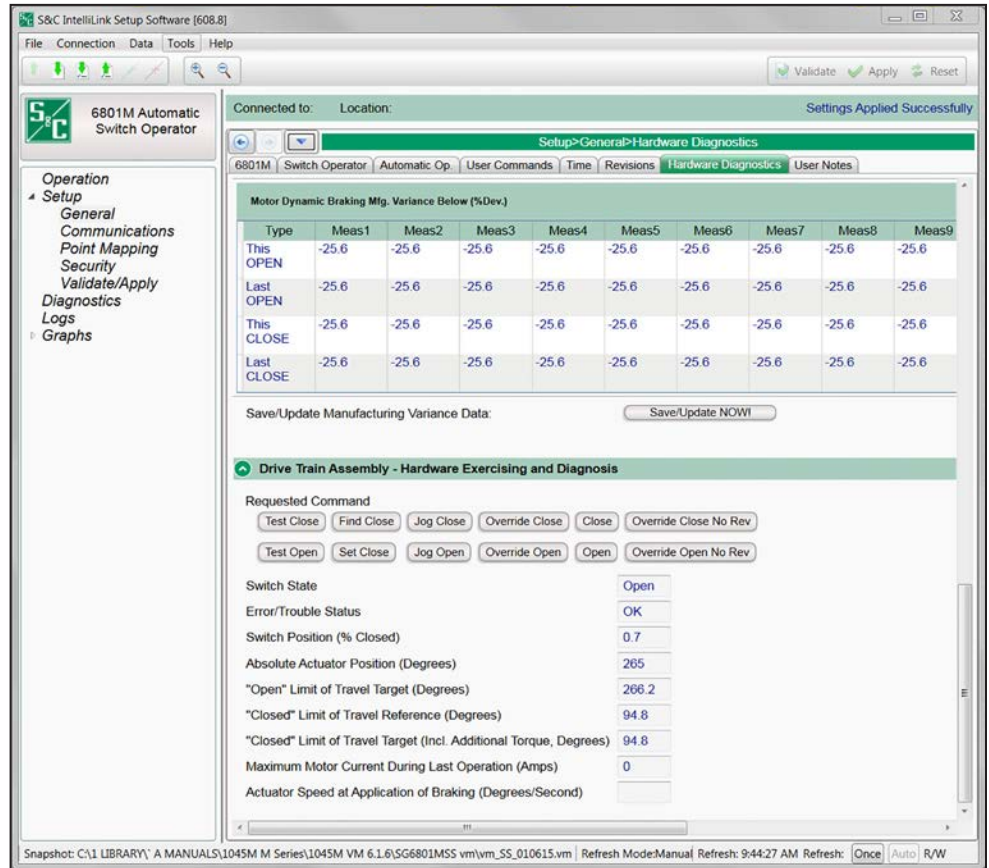 S&C IntelliLink Setup Software [608.8]
File Connection Data Tools Help
Validate Apply Reset
S&C
6801M Automatic
Switch Operator
Connected to: Location: Settings Applied Successfully
Setup>General>Hardware Diagnostics
6801M Switch Operator Automatic Op. User Commands Time Revisions Hardware Diagnostics User Notes
Operation
Setup
General
Communications
Point Mapping
Security
Validate/Apply
Diagnostics
Logs
Graphs
Motor Dynamic Braking Mfg. Variance Below (%Dev.)
Type Meas1 Meas2 Meas3 Meas4 Meas5 Meas6 Meas7 Meas8 Meas9
This OPEN -25.6 -25.6 -25.6 -25.6 -25.6 -25.6 -25.6 -25.6 -25.6
Last OPEN -25.6 -25.6 -25.6 -25.6 -25.6 -25.6 -25.6 -25.6 -25.6
This CLOSE -25.6 -25.6 -25.6 -25.6 -25.6 -25.6 -25.6 -25.6 -25.6
Last CLOSE -25.6 -25.6 -25.6 -25.6 -25.6 -25.6 -25.6 -25.6 -25.6
Save/Update Manufacturing Variance Data: Save/Update NOW!
Drive Train Assembly - Hardware Exercising and Diagnosis
Requested Command
Test Close Find Close Jog Close Override Close Close Override Close No Rev
Test Open Set Close Jog Open Override Open Open Override Open No Rev
Switch State Open
Error/Trouble Status OK
Switch Position (% Closed) 0.7
Absolute Actuator Position (Degrees) 265
"Open" Limit of Travel Target (Degrees) 266.2
"Closed" Limit of Travel Reference (Degrees) 94.8
"Closed" Limit of Travel Target (Incl. Additional Torque, Degrees) 94.8
Maximum Motor Current During Last Operation (Amps) 0
Actuator Speed at Application of Braking (Degrees/Second)
Snapshot: C:\1 LIBRARY\` A MANUALS\1045M M Series\1045M VM 6.1.6\SG6801MSS vm\vm_SS_010615.vm Refresh Mode:Manual Refresh: 9:44:27 AM Refresh: Once Auto R/W